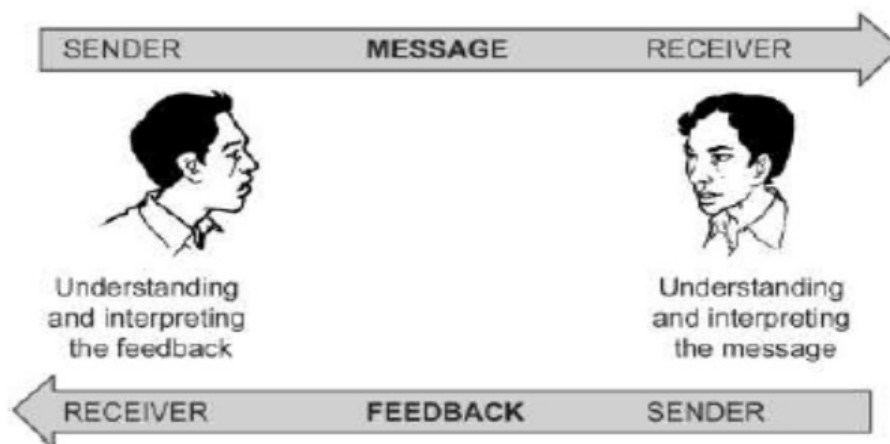 SENDER MESSAGE RECEIVER
Understanding
and interpreting
the feedback
Understanding
and interpreting
the message
RECEIVER FEEDBACK SENDER